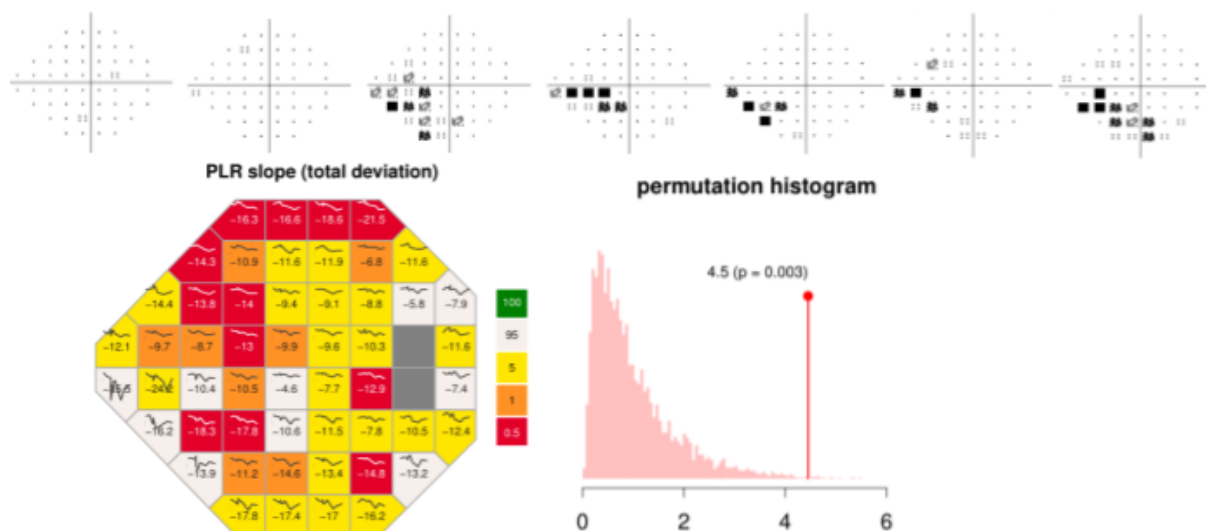 PLR slope (total deviation)
permutation histogram
-16.3 -16.6 -18.6 -21.5
-14.3 -10.9 -11.6 -11.9 -6.8 -11.6
-14.4 -13.8 -14 -9.4 -9.1 -8.8 -5.8 -7.9
-12.1 -9.7 -8.7 -13 -9.9 -9.6 -10.3 -11.6
-24.2 -10.4 -10.5 -4.6 -7.7 -12.9 -7.4
-16.2 -18.3 -17.8 -10.6 -11.5 -7.8 -10.5 -12.4
-13.9 -11.2 -14.6 -13.4 -14.8 -13.2
-17.8 -17.4 -17 -16.2
100
95
5
1
0.5
4.5 (p = 0.003)
0 2 4 6